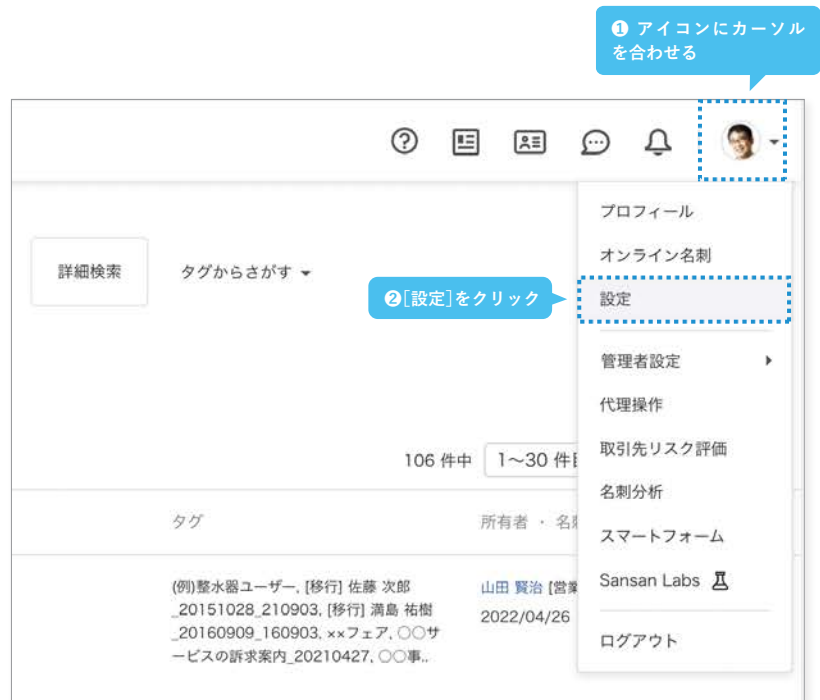 ❶ アイコンにカーソル
を合わせる
詳細検索
タグからさがす
❷[設定]をクリック
プロフィール
オンライン名刺
設定
管理者設定
代理操作
取引先リスク評価
名刺分析
スマートフォーム
Sansan Labs
ログアウト
106 件中
1〜30 件
タグ
所有者 ・ 名
(例)整水器ユーザー, [移行] 佐藤 次郎
_20151028_210903, [移行] 満島 祐樹
_20160909_160903, ××フェア, ○○サ
ービスの訴求案内_20210427, ○○事..
山田 賢治 [営業
2022/04/26